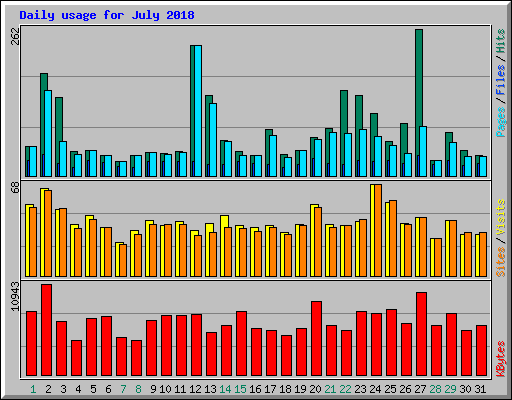 Daily usage for July 2018
262
Pages / Files / Hits
68
Sites / Visits
10943
KBytes
1 2 3 4 5 6 7 8 9 10 11 12 13 14 15 16 17 18 19 20 21 22 23 24 25 26 27 28 29 30 31